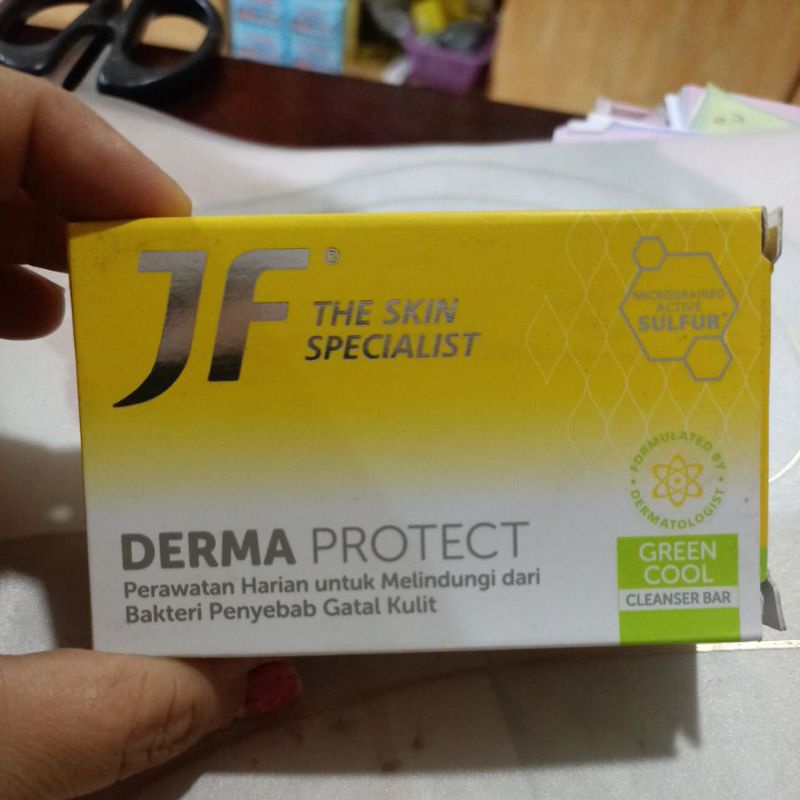 JF®
THE SKIN
SPECIALIST
MICROGRAINED
ACTIVE
SULFUR
FORMULATED BY
DERMATOLOGIST
DERMA PROTECT
Perawatan Harian untuk Melindungi dari
Bakteri Penyebab Gatal Kulit
GREEN
COOL
CLEANSER BAR